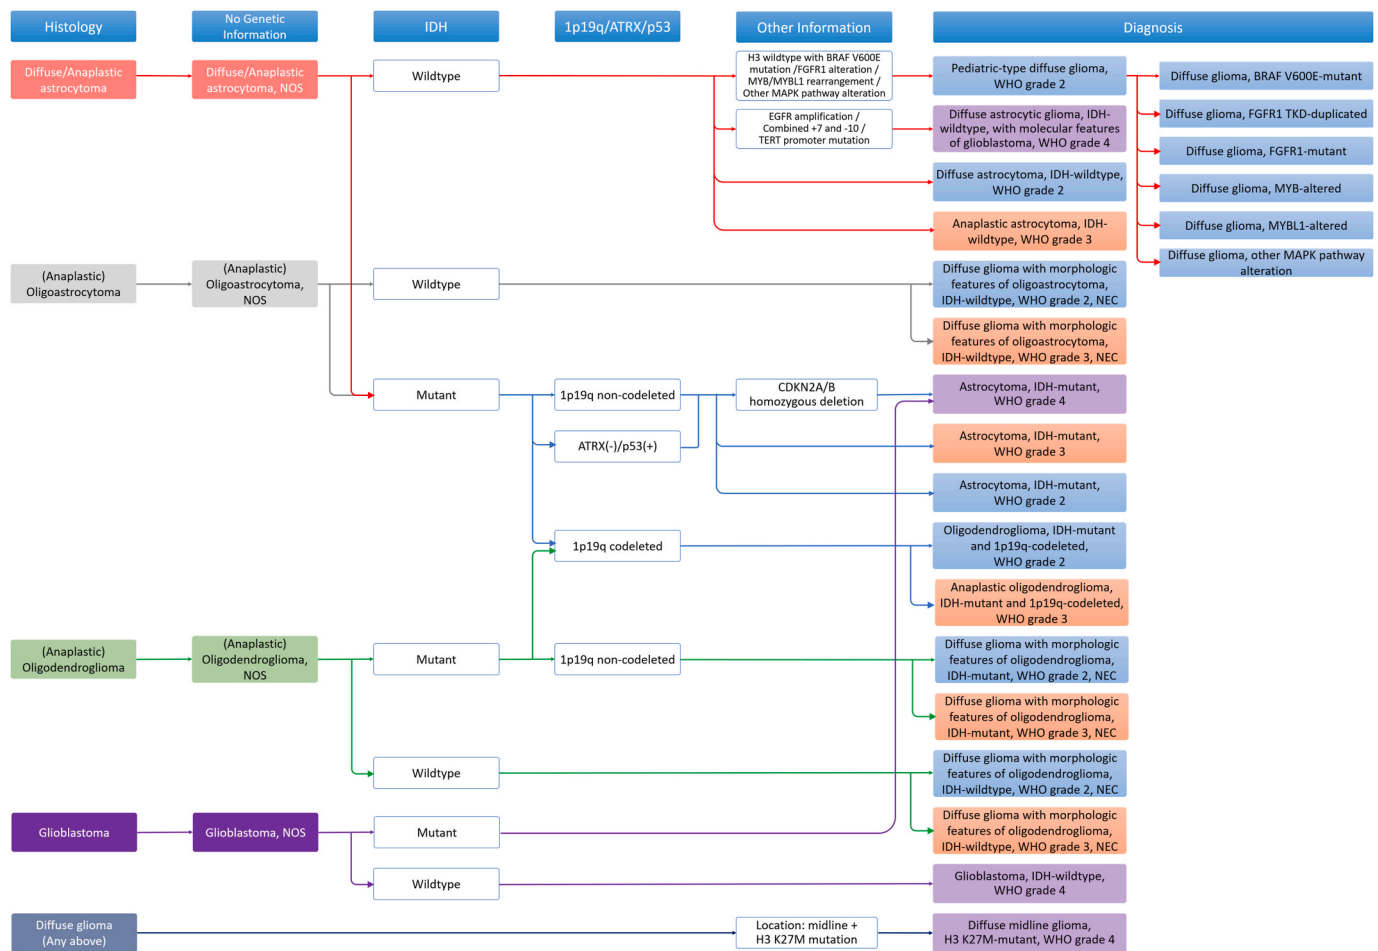 Histology
No Genetic
Information
IDH
1p19q/ATRX/p53
Other Information
Diagnosis
Diffuse/Anaplastic
astrocytoma
Diffuse/Anaplastic
astrocytoma, NOS
Wildtype
H3 wildtype with BRAF V600E
mutation /FGFR1 alteration /
MYB/MYBL1 rearrangement /
Other MAPK pathway alteration
Pediatric-type diffuse glioma,
WHO grade 2
Diffuse glioma, BRAF V600E-mutant
Diffuse glioma, FGFR1 TKD-duplicated
Diffuse glioma, FGFR1-mutant
Diffuse glioma, MYB-altered
Diffuse glioma, MYBL1-altered
Diffuse glioma, other MAPK pathway
alteration
EGFR amplification /
Combined +7 and -10 /
TERT promoter mutation
Diffuse astrocytic glioma, IDH-
wildtype, with molecular features
of glioblastoma, WHO grade 4
Diffuse astrocytoma, IDH-wildtype,
WHO grade 2
Anaplastic astrocytoma, IDH-
wildtype, WHO grade 3
(Anaplastic)
Oligoastrocytoma
(Anaplastic)
Oligoastrocytoma,
NOS
Wildtype
Diffuse glioma with morphologic
features of oligoastrocytoma,
IDH-wildtype, WHO grade 2, NEC
Diffuse glioma with morphologic
features of oligoastrocytoma,
IDH-wildtype, WHO grade 3, NEC
Mutant
1p19q non-codeleted
CDKN2A/B
homozygous deletion
Astrocytoma, IDH-mutant,
WHO grade 4
ATRX(-)/p53(+)
Astrocytoma, IDH-mutant,
WHO grade 3
Astrocytoma, IDH-mutant,
WHO grade 2
1p19q codeleted
Oligodendroglioma, IDH-mutant
and 1p19q-codeleted,
WHO grade 2
Anaplastic oligodendroglioma,
IDH-mutant and 1p19q-codeleted,
WHO grade 3
(Anaplastic)
Oligodendroglioma
(Anaplastic)
Oligodendroglioma,
NOS
Mutant
1p19q non-codeleted
Diffuse glioma with morphologic
features of oligodendroglioma,
IDH-mutant, WHO grade 2, NEC
Diffuse glioma with morphologic
features of oligodendroglioma,
IDH-mutant, WHO grade 3, NEC
Wildtype
Diffuse glioma with morphologic
features of oligodendroglioma,
IDH-wildtype, WHO grade 2, NEC
Diffuse glioma with morphologic
features of oligodendroglioma,
IDH-wildtype, WHO grade 3, NEC
Glioblastoma
Glioblastoma, NOS
Mutant
Wildtype
Glioblastoma, IDH-wildtype,
WHO grade 4
Diffuse glioma
(Any above)
Location: midline +
H3 K27M mutation
Diffuse midline glioma,
H3 K27M-mutant, WHO grade 4